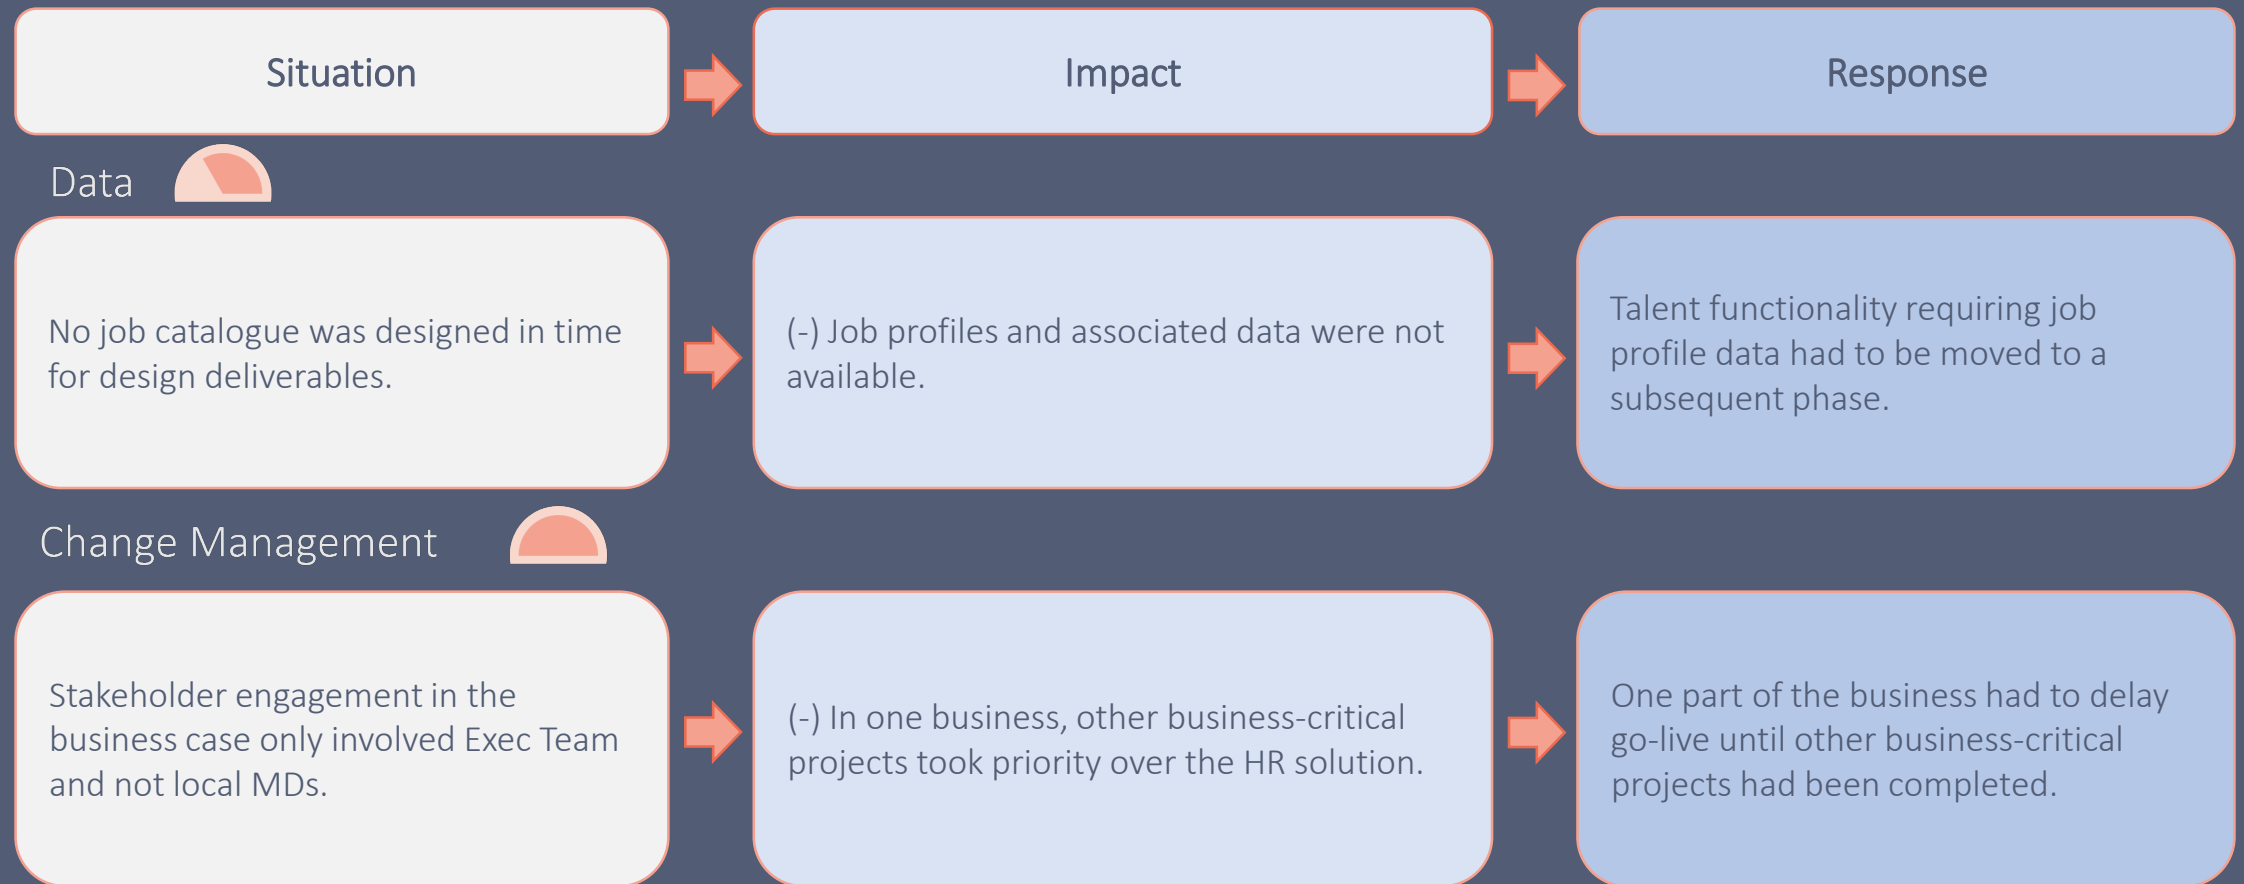 Situation
Impact
Response
Data
No job catalogue was designed in time
for design deliverables.
(-) Job profiles and associated data were not
available.
Talent functionality requiring job
profile data had to be moved to a
subsequent phase.
Change Management
Stakeholder engagement in the
business case only involved Exec Team
and not local MDs.
(-) In one business, other business-critical
projects took priority over the HR solution.
One part of the business had to delay
go-live until other business-critical
projects had been completed.